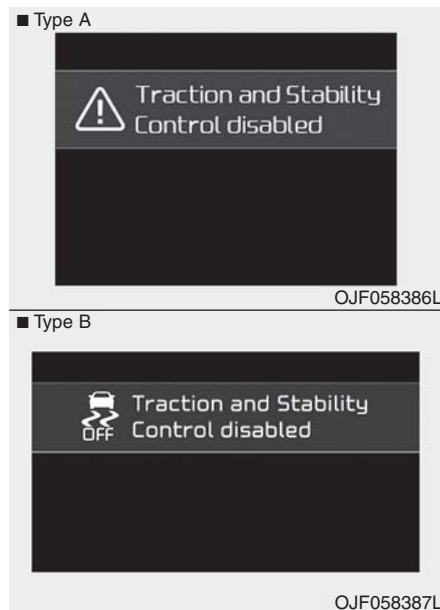 ■ Type A
Traction and Stability
Control disabled
OJF058386L
■ Type B
OFF
Traction and Stability
Control disabled
OJF058387L